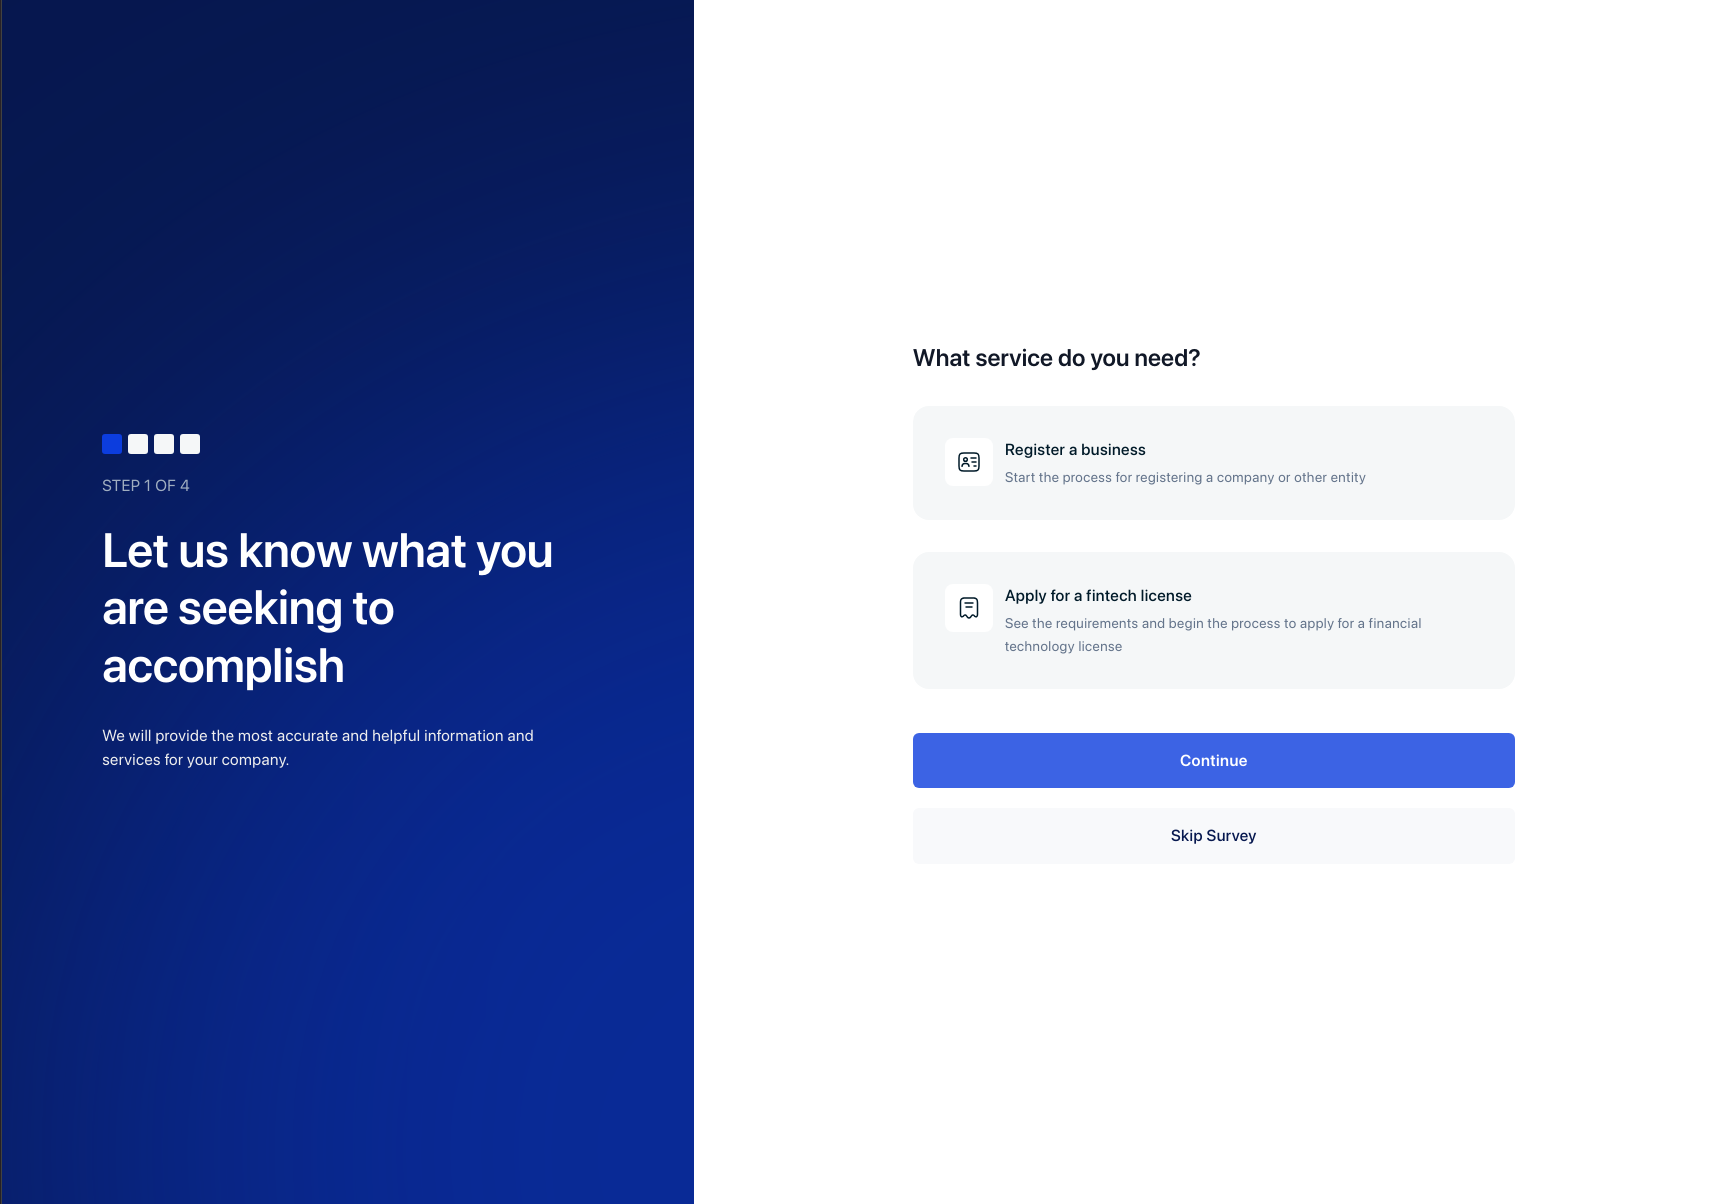 STEP 1 OF 4
Let us know what you
are seeking to
accomplish
We will provide the most accurate and helpful information and
services for your company.
What service do you need?
Register a business
Start the process for registering a company or other entity
Apply for a fintech license
See the requirements and begin the process to apply for a financial
technology license
Continue
Skip Survey